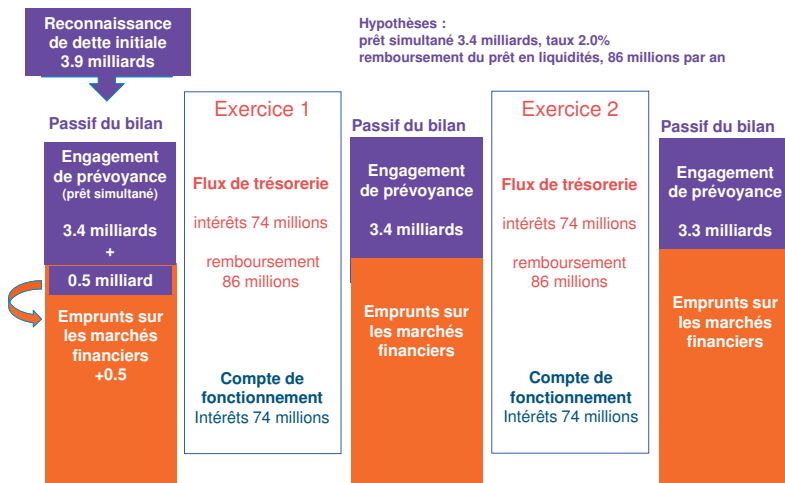 Reconnaissance
de dette initiale
3.9 milliards
Hypothèses :
prêt simultané 3.4 milliards, taux 2.0%
remboursement du prêt en liquidités, 86 millions par an
Passif du bilan
Engagement
de prévoyance
(prêt simultané)
3.4 milliards
+
0.5 milliard
Emprunts sur
les marchés
financiers
+0.5
Exercice 1
Flux de trésorerie
intérêts 74 millions
remboursement
86 millions
Compte de
fonctionnement
Intérêts 74 millions
Passif du bilan
Engagement
de prévoyance
3.4 milliards
Emprunts sur
les marchés
financiers
Exercice 2
Flux de trésorerie
intérêts 74 millions
remboursement
86 millions
Compte de
fonctionnement
Intérêts 74 millions
Passif du bilan
Engagement
de prévoyance
3.3 milliards
Emprunts sur
les marchés
financiers